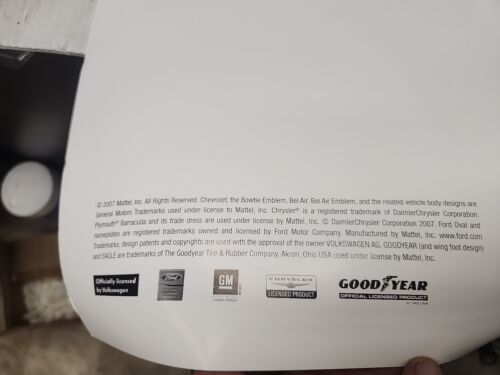 © 2007 Mattel, Inc. All Rights Reserved. Chevrolet, the Bowtie Emblem, Bel Air, Bel Air Emblem, and the related vehicle body designs are
General Motors Trademarks used under license to Mattel, Inc. Chrysler® is a registered trademark of DaimlerChrysler Corporation.
Plymouth® Barracuda and its trade dress are used under license by Mattel, Inc. © DaimlerChrysler Corporation 2007. Ford Oval and
nameplates are registered trademarks owned and licensed by Ford Motor Company. Manufactured by Mattel, Inc. www.ford.com
Trademarks, design patents and copyrights are used with the approval of the owner VOLKSWAGEN AG. GOODYEAR (and wing foot design)
and EAGLE are trademarks of The Goodyear Tire & Rubber Company, Akron, Ohio USA used under license by Mattel, Inc.
Officially licensed
by Volkswagen
Ford
GM
CHRYSLER
LICENSED PRODUCT
GOODYEAR
OFFICIAL LICENSED PRODUCT